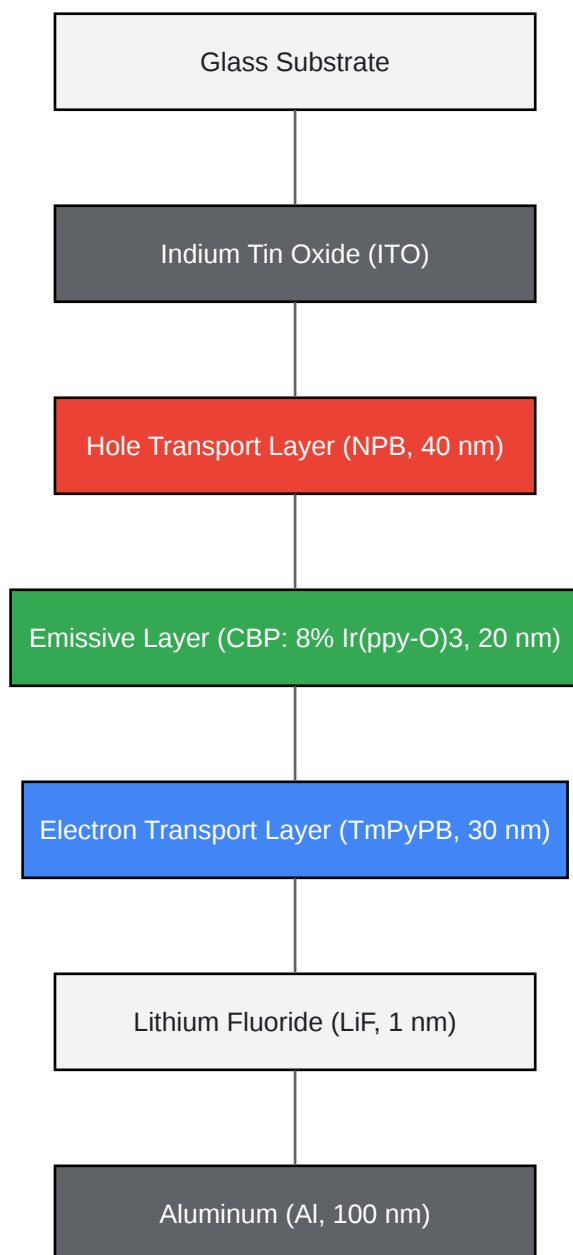 Glass Substrate
Indium Tin Oxide (ITO)
Hole Transport Layer (NPB, 40 nm)
Emissive Layer (CBP: 8% Ir(ppy-O)3, 20 nm)
Electron Transport Layer (TmPyPB, 30 nm)
Lithium Fluoride (LiF, 1 nm)
Aluminum (Al, 100 nm)